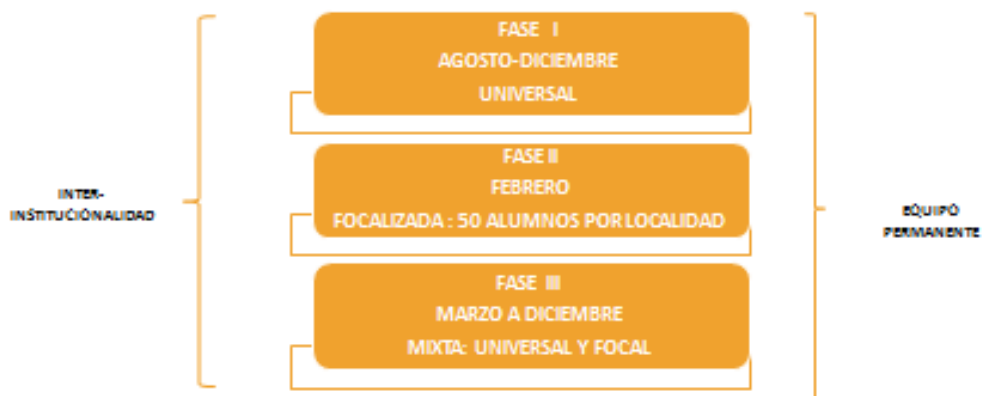 FASE I
AGOSTO-DICIEMBRE
UNIVERSAL
FASE II
FEBRERO
FOCALIZADA : 50 ALUMNOS POR LOCALIDAD
FASE III
MARZO A DICIEMBRE
MIXTA: UNIVERSAL Y FOCAL
INTER-
INSTITUCIONALIDAD
EQUIPO
PERMANENTE